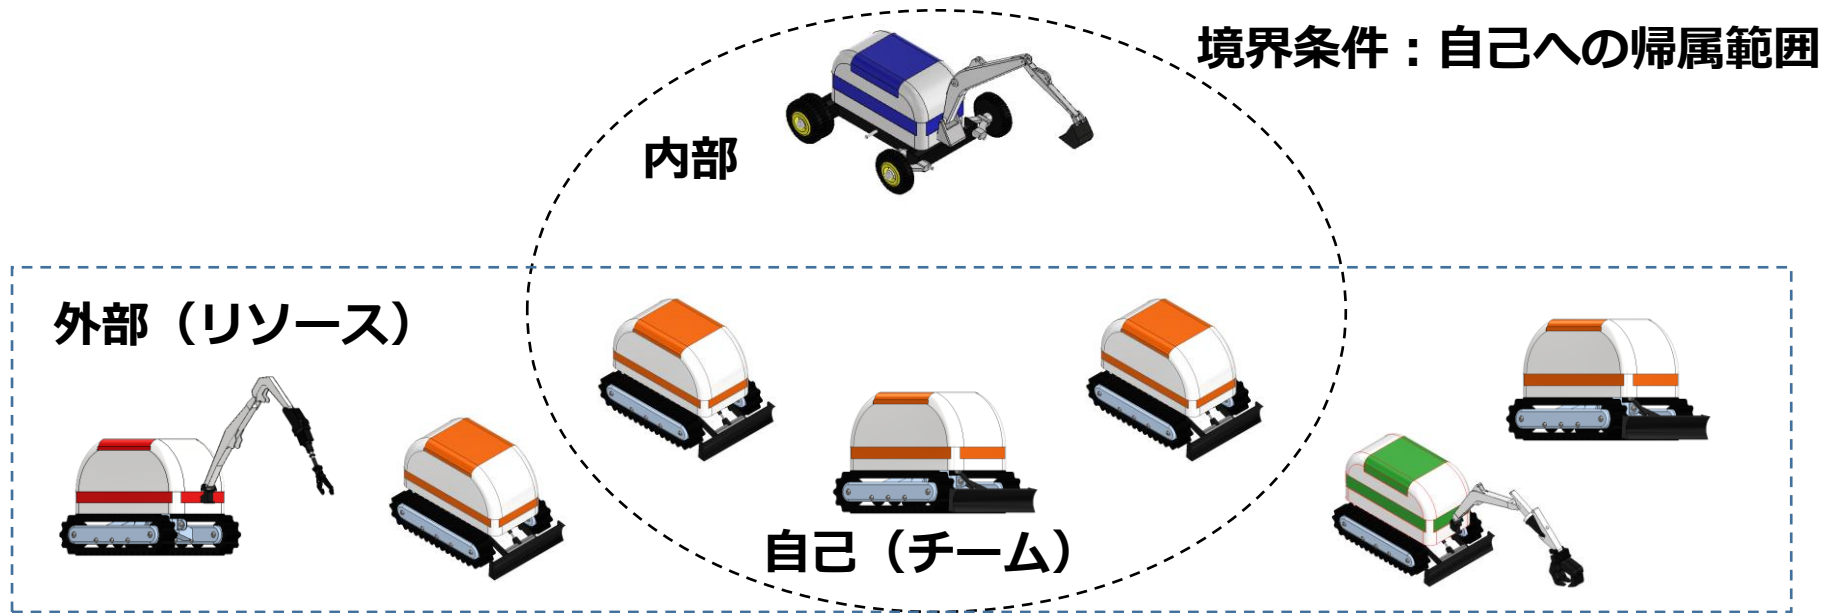 境界条件：自己への帰属範囲
内部
外部（リソース）
自己（チーム）